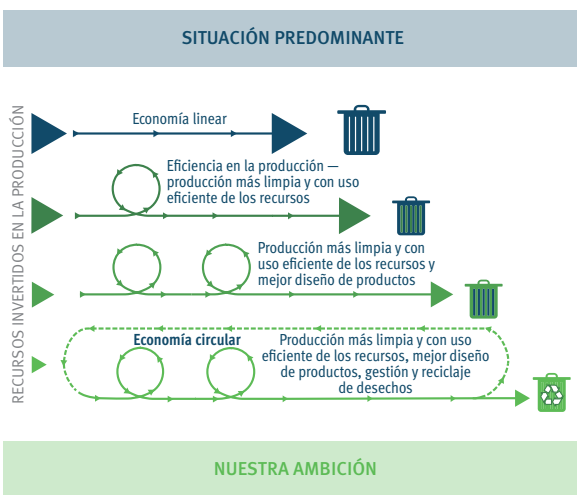 SITUACIÓN PREDOMINANTE
RECURSOS INVERTIDOS EN LA PRODUCCIÓN
Economía linear
Eficiencia en la producción —
producción más limpia y con uso
eficiente de los recursos
Producción más limpia y con
uso eficiente de los recursos y
mejor diseño de productos
Economía circular
Producción más limpia y con uso
eficiente de los recursos, mejor diseño
de productos, gestión y reciclaje
de desechos
NUESTRA AMBICIÓN